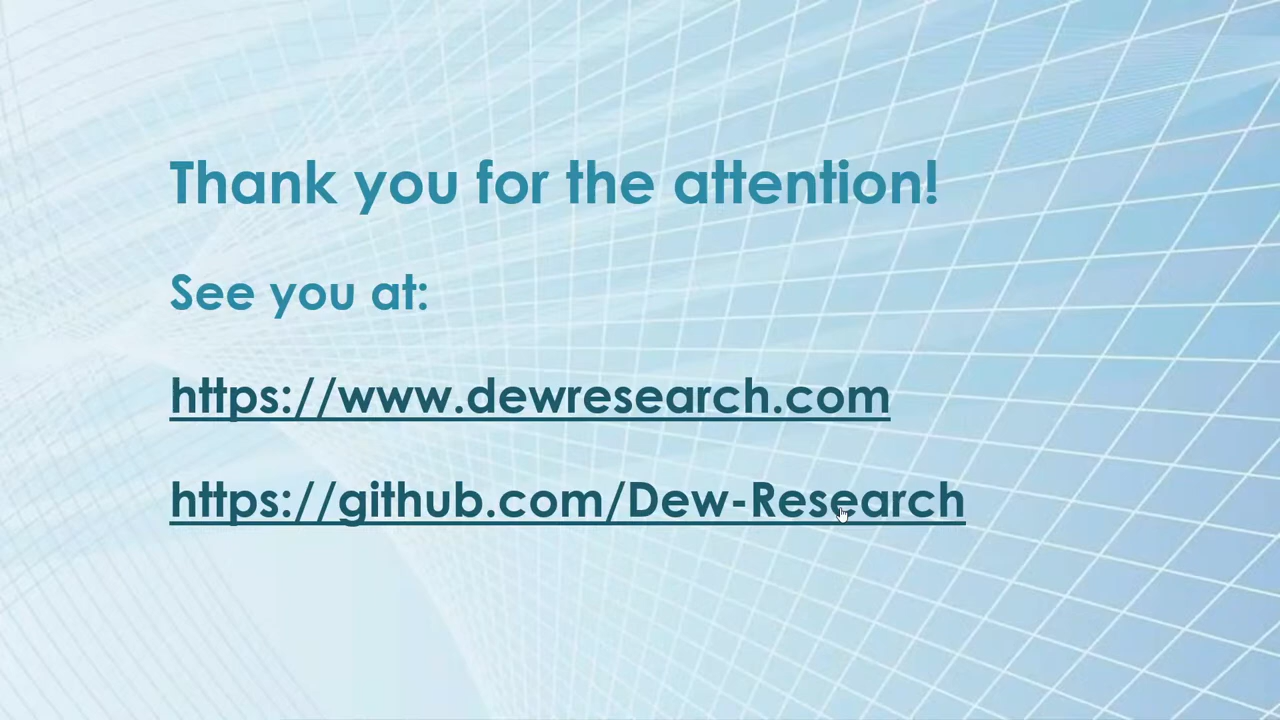 Thank you for the attention!
See you at:
https://www.dewresearch.com
https://github.com/Dew-Research